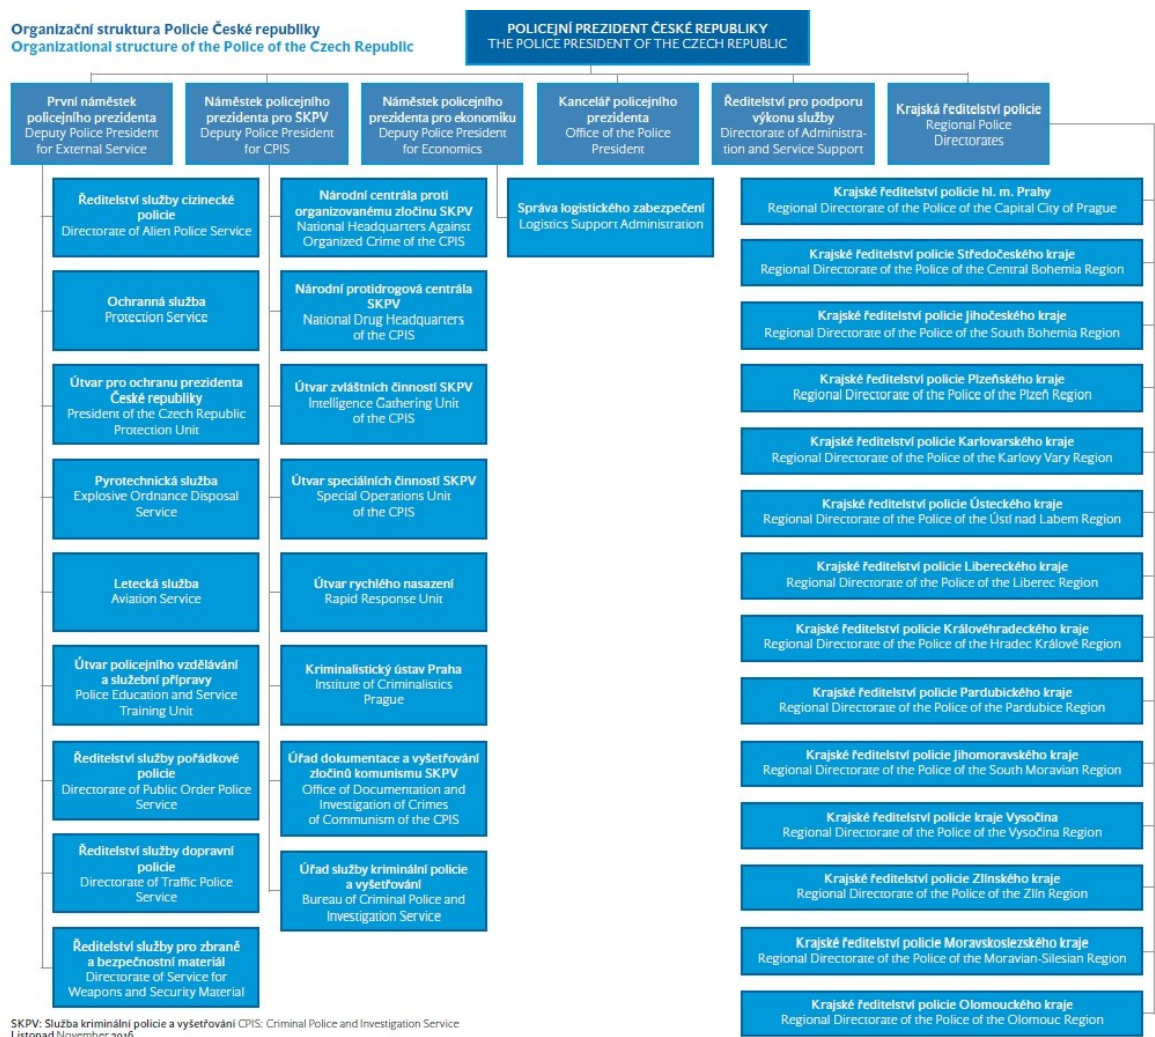 Organizační struktura Policie České republiky
Organizational structure of the Police of the Czech Republic
POLICEJNÍ PREZIDENT ČESKÉ REPUBLIKY
THE POLICE PRESIDENT OF THE CZECH REPUBLIC
První náměstek
policejního prezidenta
Deputy Police President
for External Service
Náměstek policejního
prezidenta pro SKPV
Deputy Police President
for CPIS
Náměstek policejního
prezidenta pro ekonomiku
Deputy Police President
for Economics
Kancelář policejního
prezidenta
Office of the Police
President
Ředitelství pro podporu
výkonu služby
Directorate of Administra-
tion and Service Support
Krajská ředitelství policie
Regional Police
Directorates
Ředitelství služby cizinecké
policie
Directorate of Alien Police Service
Ochranná služba
Protection Service
Útvar pro ochranu prezidenta
České republiky
President of the Czech Republic
Protection Unit
Pyrotechnická služba
Explosive Ordnance Disposal
Service
Letecká služba
Aviation Service
Útvar policejního vzdělávání
a služební přípravy
Police Education and Service
Training Unit
Ředitelství služby pořádkové
policie
Directorate of Public Order Police
Service
Ředitelství služby dopravní
policie
Directorate of Traffic Police
Service
Ředitelství služby pro zbraně
a bezpečnostní materiál
Directorate of Service for
Weapons and Security Material
Národní centrála proti
organizovanému zločinu SKPV
National Headquarters Against
Organized Crime of the CPIS
Národní protidrogová centrála
SKPV
National Drug Headquarters
of the CPIS
Útvar zvláštních činností SKPV
Intelligence Gathering Unit
of the CPIS
Útvar speciálních činností SKPV
Special Operations Unit
of the CPIS
Útvar rychlého nasazení
Rapid Response Unit
Kriminalistický ústav Praha
Institute of Criminalistics
Prague
Úřad dokumentace a vyšetřování
zločinů komunismu SKPV
Office of Documentation and
Investigation of Crimes
of Communism of the CPIS
Úřad služby kriminální policie
a vyšetřování
Bureau of Criminal Police and
Investigation Service
Správa logistického zabezpečení
Logistics Support Administration
Krajské ředitelství policie hl. m. Prahy
Regional Directorate of the Police of the Capital City of Prague
Krajské ředitelství policie Středočeského kraje
Regional Directorate of the Police of the Central Bohemia Region
Krajské ředitelství policie Jihočeského kraje
Regional Directorate of the Police of the South Bohemia Region
Krajské ředitelství policie Plzeňského kraje
Regional Directorate of the Police of the Plzeň Region
Krajské ředitelství policie Karlovarského kraje
Regional Directorate of the Police of the Karlovy Vary Region
Krajské ředitelství policie Ústeckého kraje
Regional Directorate of the Police of the Ústí nad Labem Region
Krajské ředitelství policie Libereckého kraje
Regional Directorate of the Police of the Liberec Region
Krajské ředitelství policie Královéhradeckého kraje
Regional Directorate of the Police of the Hradec Králové Region
Krajské ředitelství policie Pardubického kraje
Regional Directorate of the Police of the Pardubice Region
Krajské ředitelství policie Jihomoravského kraje
Regional Directorate of the Police of the South Moravian Region
Krajské ředitelství policie kraje Vysočina
Regional Directorate of the Police of the Vysočina Region
Krajské ředitelství policie Zlínského kraje
Regional Directorate of the Police of the Zlín Region
Krajské ředitelství policie Moravskoslezského kraje
Regional Directorate of the Police of the Moravian-Silesian Region
Krajské ředitelství policie Olomouckého kraje
Regional Directorate of the Police of the Olomouc Region
SKPV: Služba kriminální policie a vyšetřování CPIS: Criminal Police and Investigation Service
Listopad November 2016